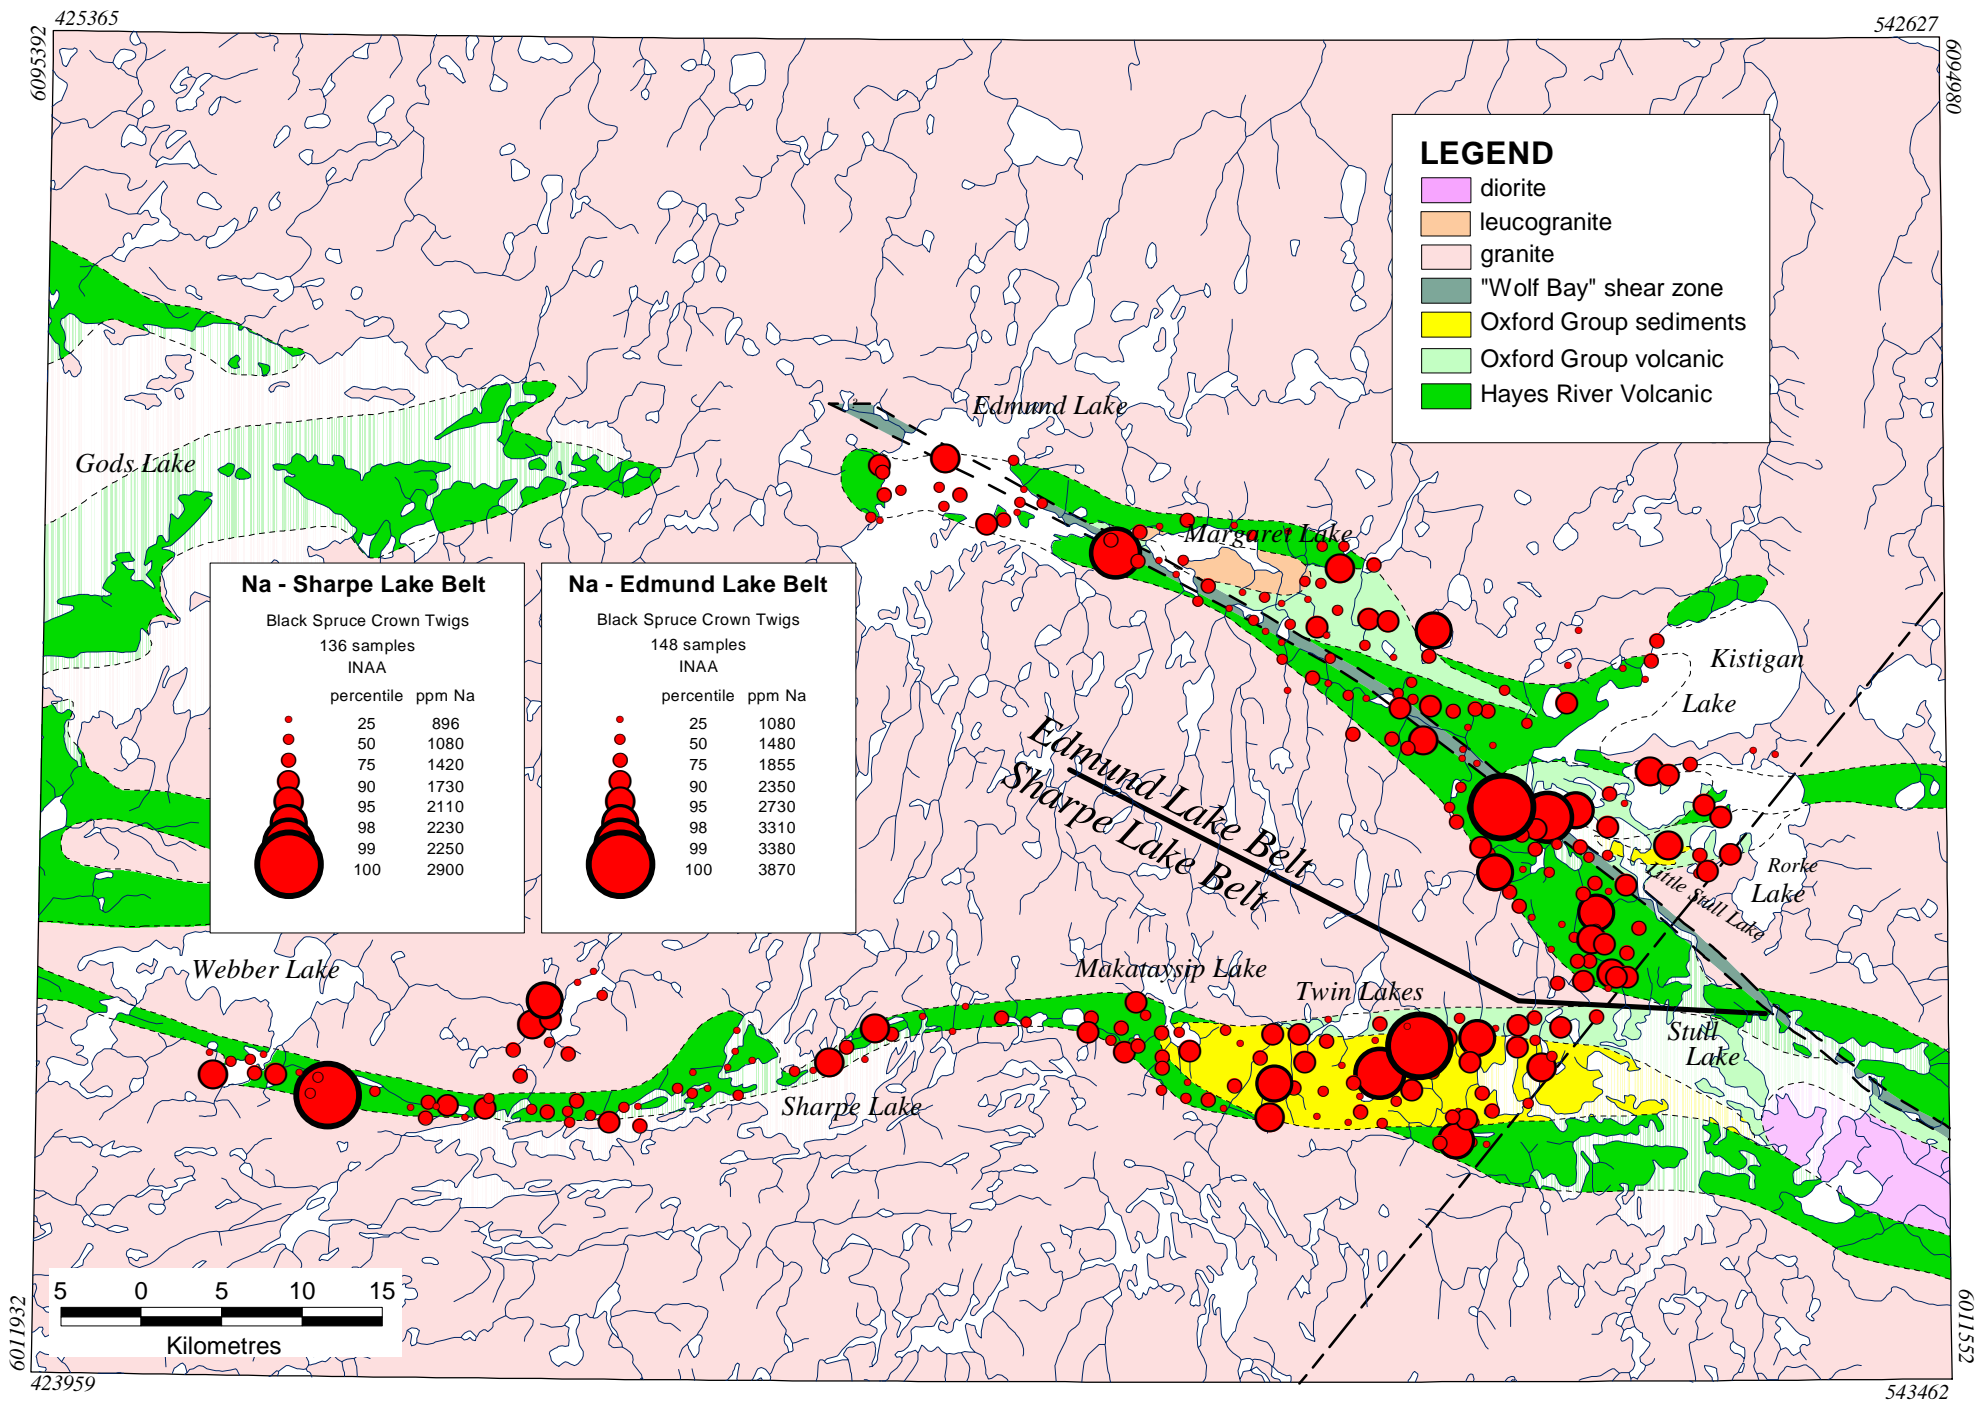 425365
542627
6095392
6094980
LEGEND
diorite
leucogranite
granite
"Wolf Bay" shear zone
Oxford Group sediments
Oxford Group volcanic
Hayes River Volcanic
Edmund Lake
Gods Lake
Margaret Lake
Na - Sharpe Lake Belt
Black Spruce Crown Twigs
136 samples
INAA
percentile ppm Na
25 896
50 1080
75 1420
90 1730
95 2110
98 2230
99 2250
100 2900
Na - Edmund Lake Belt
Black Spruce Crown Twigs
148 samples
INAA
percentile ppm Na
25 1080
50 1480
75 1855
90 2350
95 2730
98 3310
99 3380
100 3870
Kistigan
Lake
Edmund Lake Belt
Sharpe Lake Belt
Rorke
Lake
Little Stull Lake
Webber Lake
Makataysip Lake
Twin Lakes
Stull
Lake
Sharpe Lake
5 0 5 10 15
Kilometres
6011932
6011552
423959
543462